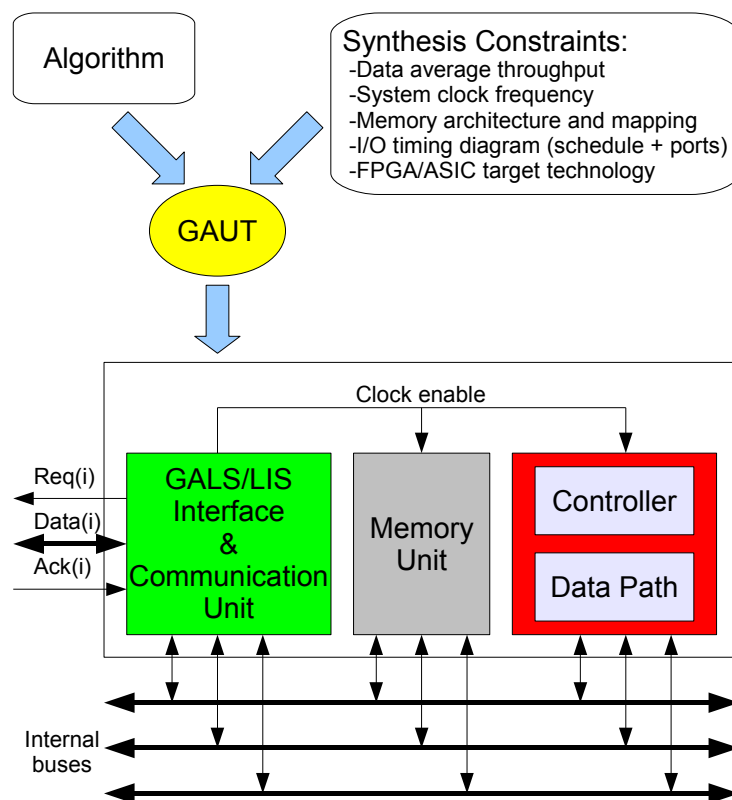 Algorithm
Synthesis Constraints:
-Data average throughput
-System clock frequency
-Memory architecture and mapping
-I/O timing diagram (schedule + ports)
-FPGA/ASIC target technology
GAUT
Clock enable
Req(i)
Data(i)
Ack(i)
GALS/LIS
Interface
&
Communication
Unit
Memory
Unit
Controller
Data Path
Internal
buses